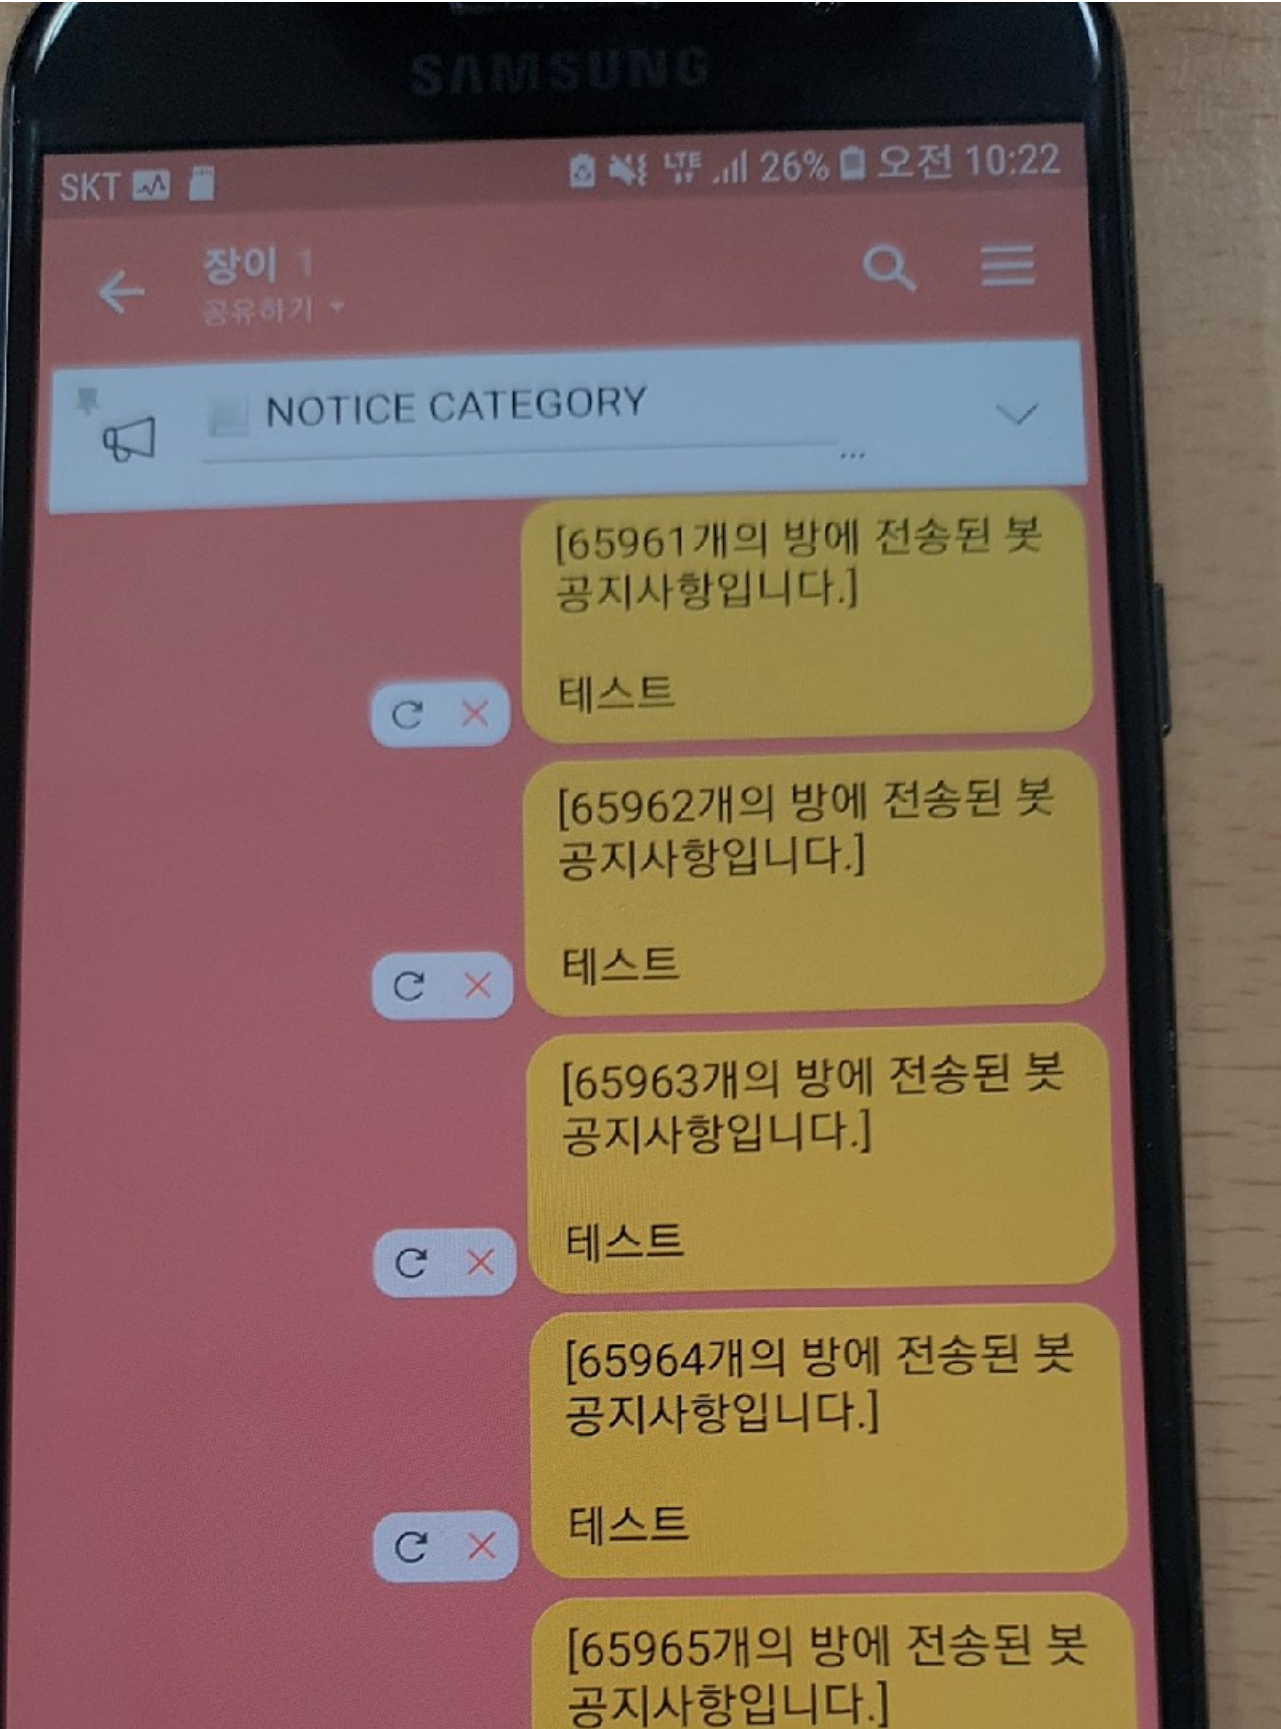 SAMSUNG
SKT LTE 26% 오전 10:22
장이 1
공유하기
NOTICE CATEGORY
...
[65961개의 방에 전송된 봇
공지사항입니다.]
테스트
[65962개의 방에 전송된 봇
공지사항입니다.]
테스트
[65963개의 방에 전송된 봇
공지사항입니다.]
테스트
[65964개의 방에 전송된 봇
공지사항입니다.]
테스트
[65965개의 방에 전송된 봇
공지사항입니다.]